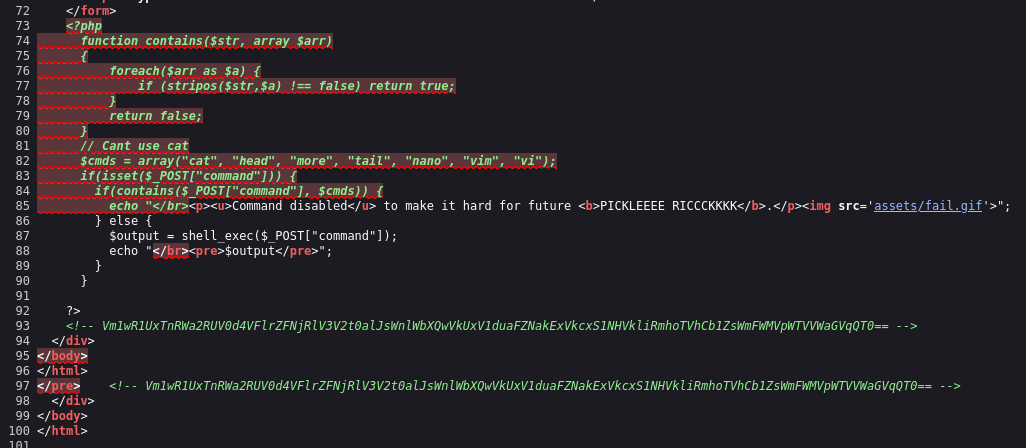 72 </form>
73 <?php
74 function contains($str, array $arr)
75 {
76 foreach($arr as $a) {
77 if (stripos($str,$a) !== false) return true;
78 }
79 return false;
80 }
81 // Cant use cat
82 $cmds = array("cat", "head", "more", "tail", "nano", "vim", "vi");
83 if(isset($_POST["command"])) {
84 if(contains($_POST["command"], $cmds)) {
85 echo "</br><p><u>Command disabled</u> to make it hard for future <b>PICKLEEEE RICCCKKKK</b>.</p><img src='assets/fail.gif'>";
86 } else {
87 $output = shell_exec($_POST["command"]);
88 echo "</br><pre>$output</pre>";
89 }
90 }
91
92 ?>
93 <!-- Vm1wR1UxTnRWa2RUV0d4VFlrZFNjRlV3V2t0alJsWnlWbXQwVkUxV1duaFZNakExVkcxS1NHVkliRmhoTVhCb1ZsWmFWMVpWTVVWaGVqQT0== -->
94 </div>
95 </body>
96 </html>
97 </pre> <!-- Vm1wR1UxTnRWa2RUV0d4VFlrZFNjRlV3V2t0alJsWnlWbXQwVkUxV1duaFZNakExVkcxS1NHVkliRmhoTVhCb1ZsWmFWMVpWTVVWaGVqQT0== -->
98 </div>
99 </body>
100 </html>
101